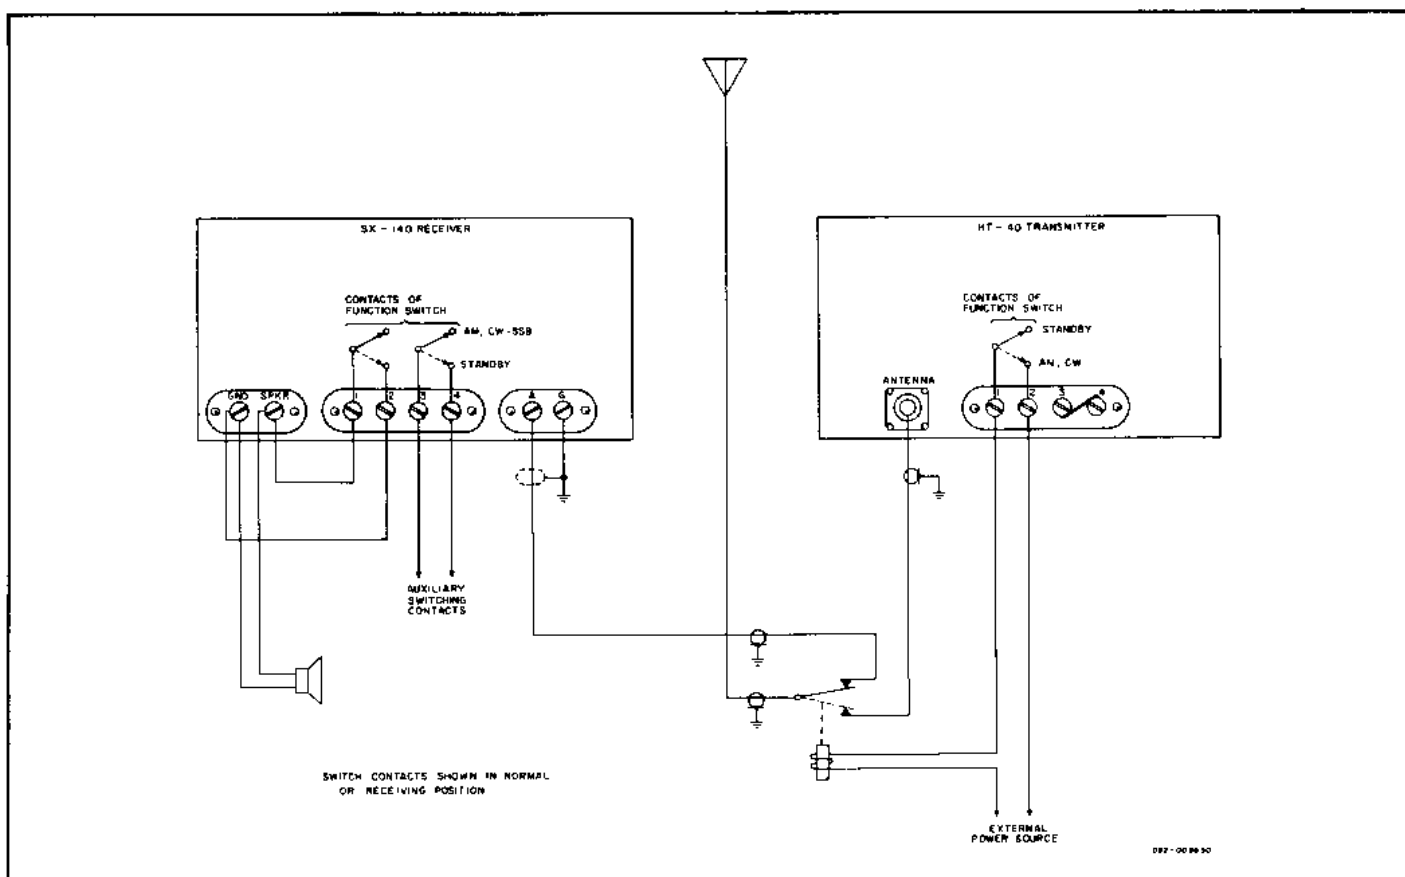 SX - 140 RECEIVER
CONTACTS OF
FUNCTION SWITCH
AM, CW-SSB
STANDBY
GND SPKR
1 2 3 4
A G
AUXILIARY
SWITCHING
CONTACTS
HT - 40 TRANSMITTER
CONTACTS OF
FUNCTION SWITCH
STANDBY
AM, CW
ANTENNA
1 2 3 4
SWITCH CONTACTS SHOWN IN NORMAL
OR RECEIVING POSITION
EXTERNAL
POWER SOURCE